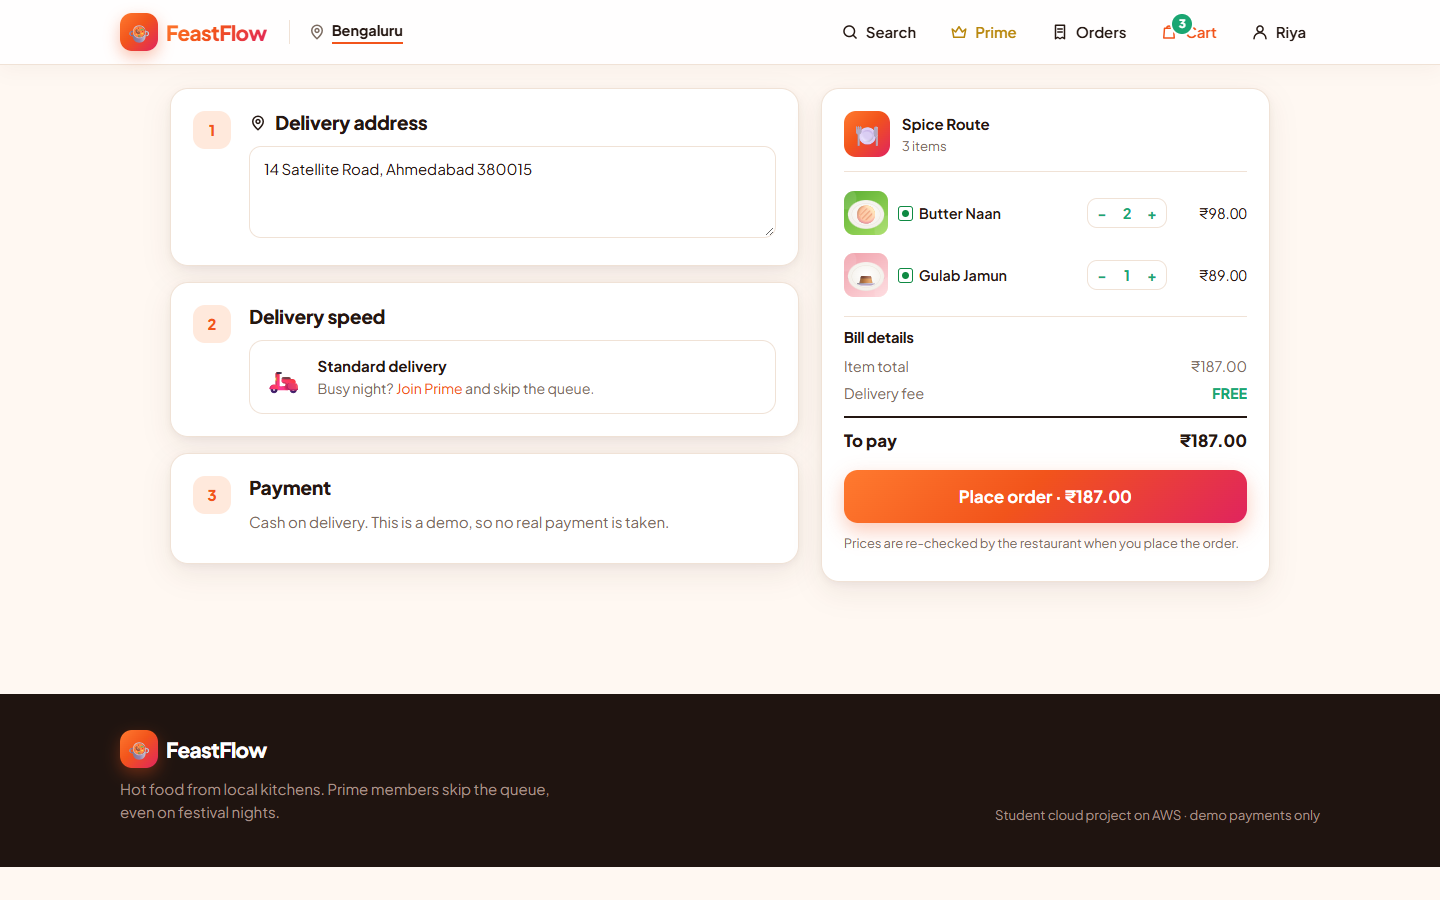 FeastFlow
Bengaluru
Search
Prime
Orders
3
Cart
Riya
1
Delivery address
14 Satellite Road, Ahmedabad 380015
2
Delivery speed
Standard delivery
Busy night? Join Prime and skip the queue.
3
Payment
Cash on delivery. This is a demo, so no real payment is taken.
Spice Route
3 items
Butter Naan − 2 + ₹98.00
Gulab Jamun − 1 + ₹89.00
Bill details
Item total ₹187.00
Delivery fee FREE
To pay ₹187.00
Place order · ₹187.00
Prices are re-checked by the restaurant when you place the order.
FeastFlow
Hot food from local kitchens. Prime members skip the queue,
even on festival nights.
Student cloud project on AWS · demo payments only